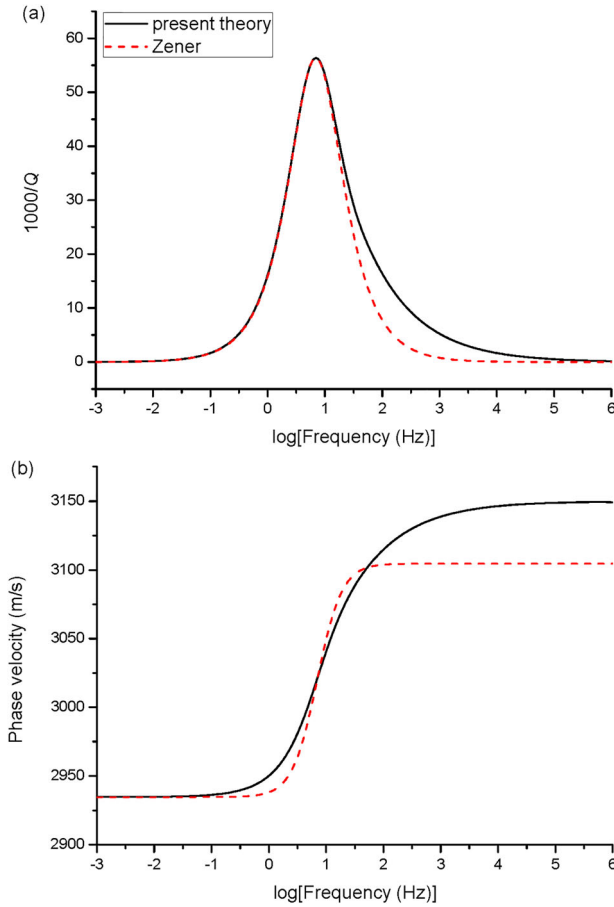 (a)
present theory
Zener
60
50
40
30
20
10
0
1000/Q
-3 -2 -1 0 1 2 3 4 5 6
log[Frequency (Hz)]
(b)
3150
3100
3050
3000
2950
2900
Phase velocity (m/s)
-3 -2 -1 0 1 2 3 4 5 6
log[Frequency (Hz)]